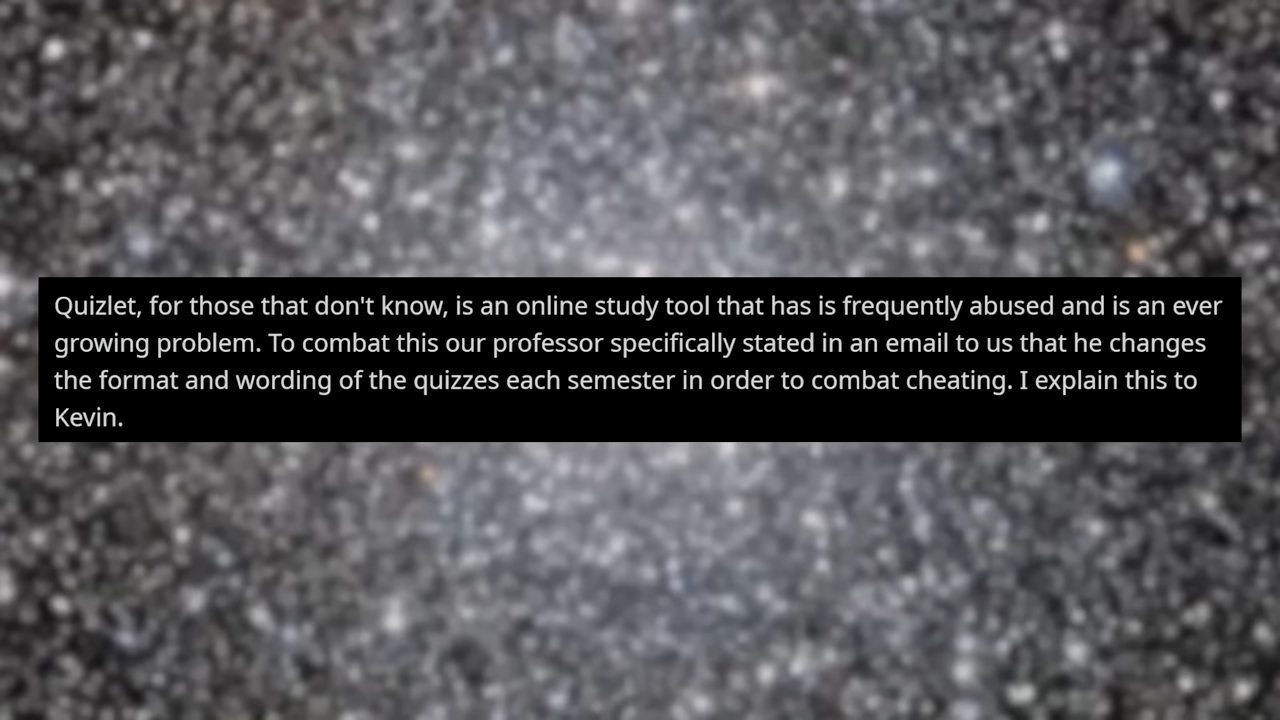 Quizlet, for those that don't know, is an online study tool that has is frequently abused and is an ever
growing problem. To combat this our professor specifically stated in an email to us that he changes
the format and wording of the quizzes each semester in order to combat cheating. I explain this to
Kevin.